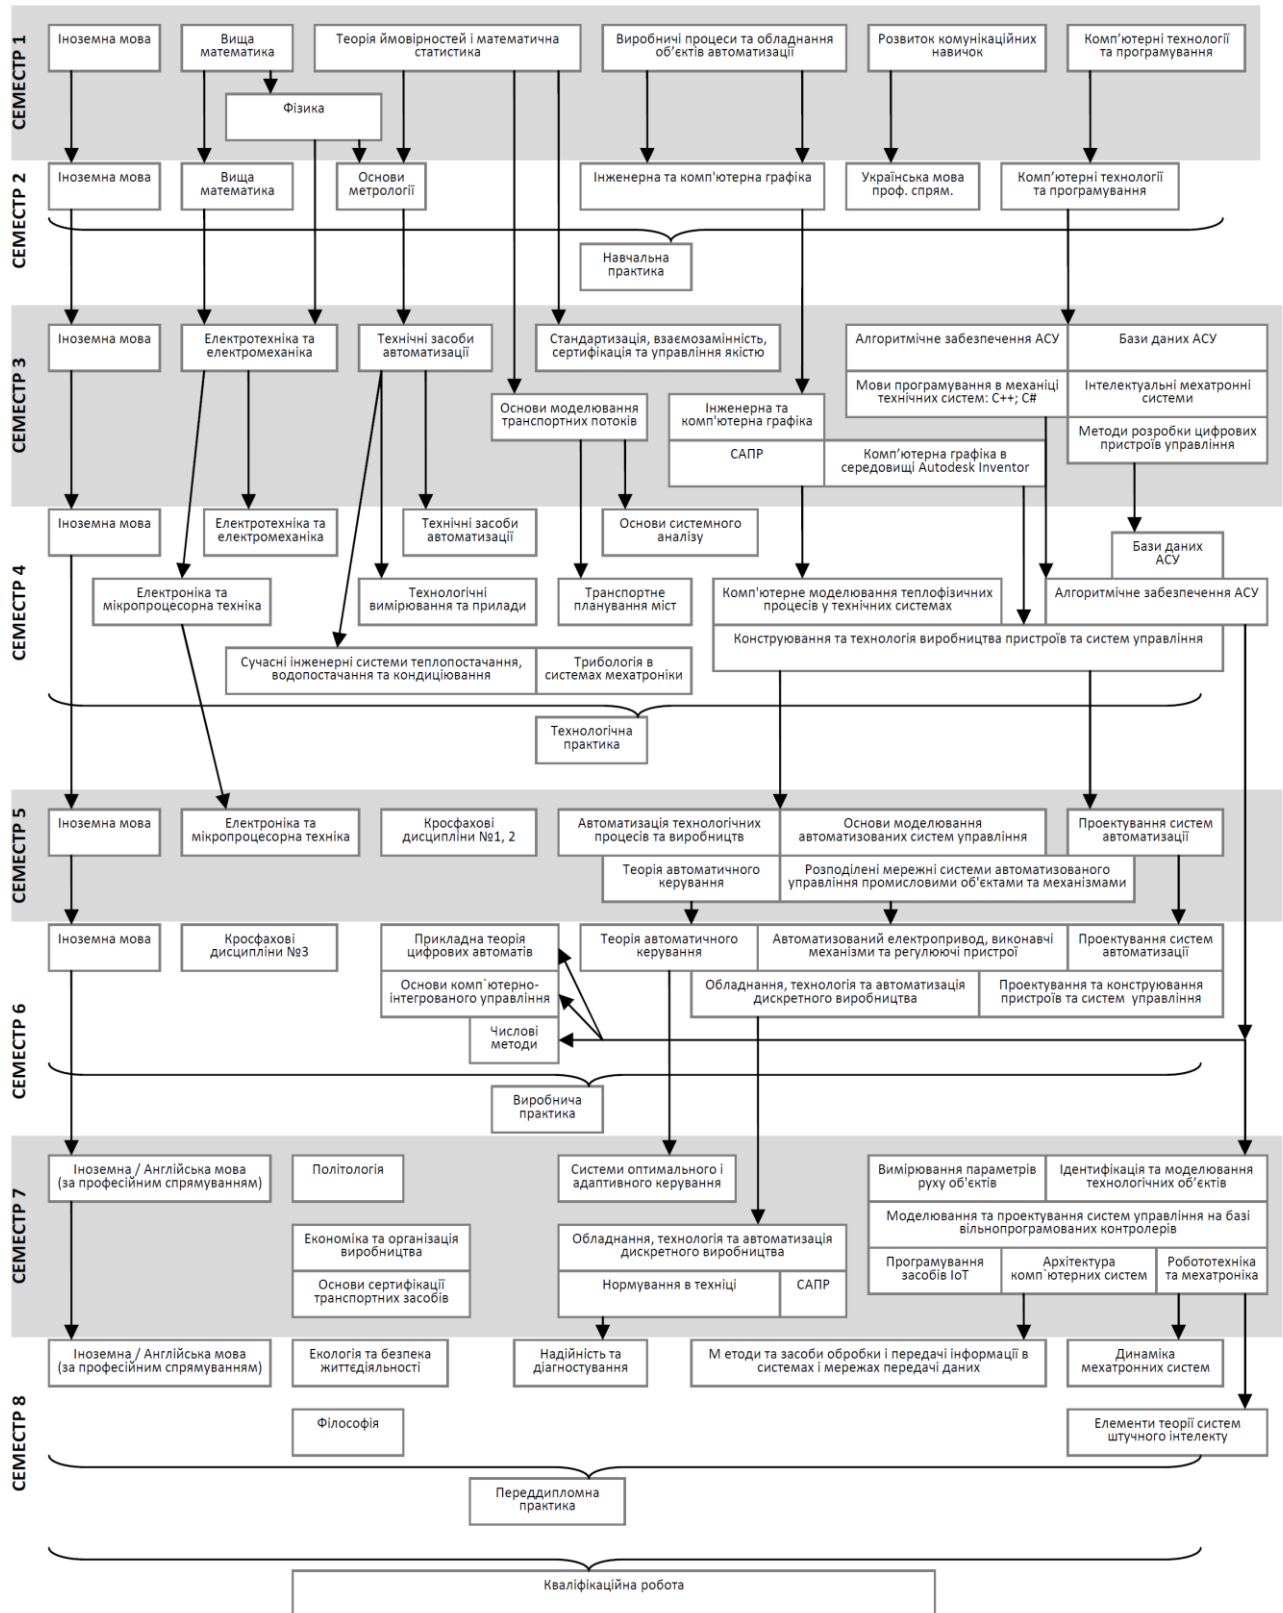 СЕМЕСТР 1
Іноземна мова
Вища
математика
Теорія ймовірностей і математична
статистика
Виробничі процеси та обладнання
об’єктів автоматизації
Розвиток комунікаційних
навичок
Комп’ютерні технології
та програмування
Фізика
СЕМЕСТР 2
Іноземна мова
Вища
математика
Основи
метрології
Інженерна та комп'ютерна графіка
Українська мова
проф. спрям.
Комп’ютерні технології
та програмування
Навчальна
практика
СЕМЕСТР 3
Іноземна мова
Електротехніка та
електромеханіка
Технічні засоби
автоматизації
Стандартизація, взаємозамінність,
сертифікація та управління якістю
Алгоритмічне забезпечення АСУ
Бази даних АСУ
Мови програмування в механіці
технічних систем: C++; C#
Інтелектуальні мехатронні
системи
Основи моделювання
транспортних потоків
Інженерна та
комп'ютерна графіка
Методи розробки цифрових
пристроїв управління
САПР
Комп’ютерна графіка в
середовищі Autodesk Inventor
СЕМЕСТР 4
Іноземна мова
Електротехніка та
електромеханіка
Технічні засоби
автоматизації
Основи системного
аналізу
Бази даних
АСУ
Електроніка та
мікропроцесорна техніка
Технологічні
вимірювання та прилади
Транспортне
планування міст
Комп'ютерне моделювання теплофізичних
процесів у технічних системах
Алгоритмічне забезпечення АСУ
Конструювання та технологія виробництва пристроїв та систем управління
Сучасні інженерні системи теплопостачання,
водопостачання та кондиціювання
Трибологія в
системах мехатроніки
Технологічна
практика
СЕМЕСТР 5
Іноземна мова
Електроніка та
мікропроцесорна техніка
Кросфахові
дисципліни №1, 2
Автоматизація технологічних
процесів та виробництв
Основи моделювання
автоматизованих систем управління
Проектування систем
автоматизації
Теорія автоматичного
керування
Розподілені мережні системи автоматизованого
управління промисловими об'єктами та механізмами
СЕМЕСТР 6
Іноземна мова
Кросфахові
дисципліни №3
Прикладна теорія
цифрових автоматів
Теорія автоматичного
керування
Автоматизований електропривод, виконавчі
механізми та регулюючі пристрої
Проектування систем
автоматизації
Основи комп`ютерно-
інтегрованого управління
Обладнання, технологія та автоматизація
дискретного виробництва
Проектування та конструювання
пристроїв та систем управління
Числові
методи
Виробнича
практика
СЕМЕСТР 7
Іноземна / Англійська мова
(за професійним спрямуванням)
Політологія
Системи оптимального і
адаптивного керування
Вимірювання параметрів
руху об'єктів
Ідентифікація та моделювання
технологічних об’єктів
Моделювання та проектування систем управління на базі
вільнопрограмованих контролерів
Економіка та організація
виробництва
Обладнання, технологія та автоматизація
дискретного виробництва
Програмування
засобів IoT
Архітектура
комп`ютерних систем
Робототехніка
та мехатроніка
Основи сертифікації
транспортних засобів
Нормування в техніці
САПР
СЕМЕСТР 8
Іноземна / Англійська мова
(за професійним спрямуванням)
Екологія та безпека
життєдіяльності
Надійність та
діагностування
М етоди та засоби обробки і передачі інформації в
системах і мережах передачі даних
Динаміка
мехатронних систем
Філософія
Елементи теорії систем
штучного інтелекту
Переддипломна
практика
Кваліфікаційна робота